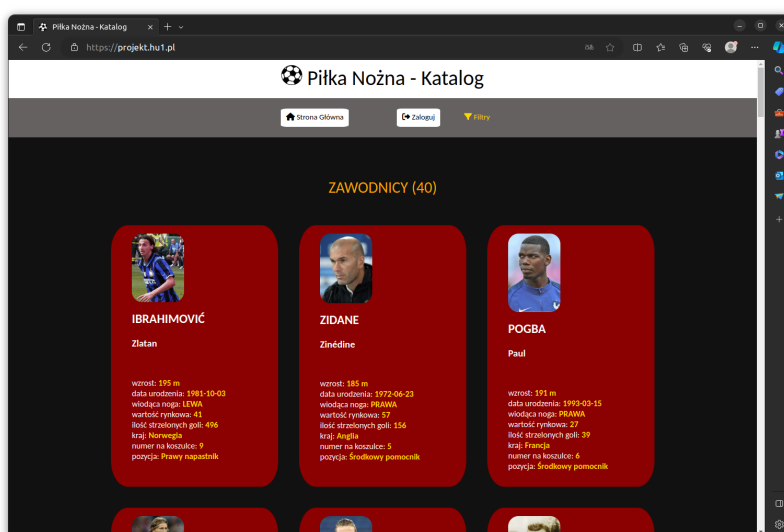 Piłka Nożna - Katalog
https://projekt.hu1.pl
Piłka Nożna - Katalog
Strona Główna
Zaloguj
Filtry
ZAWODNICY (40)
IBRAHIMOVIĆ
Zlatan
wzrost: 195 m
data urodzenia: 1981-10-03
wiodąca noga: LEWA
wartość rynkowa: 41
ilość strzelonych goli: 496
kraj: Norwegia
numer na koszulce: 9
pozycja: Prawy napastnik
ZIDANE
Zinédine
wzrost: 185 m
data urodzenia: 1972-06-23
wiodąca noga: PRAWA
wartość rynkowa: 57
ilość strzelonych goli: 156
kraj: Anglia
numer na koszulce: 5
pozycja: Środkowy pomocnik
POGBA
Paul
wzrost: 191 m
data urodzenia: 1993-03-15
wiodąca noga: PRAWA
wartość rynkowa: 27
ilość strzelonych goli: 39
kraj: Francja
numer na koszulce: 6
pozycja: Środkowy pomocnik